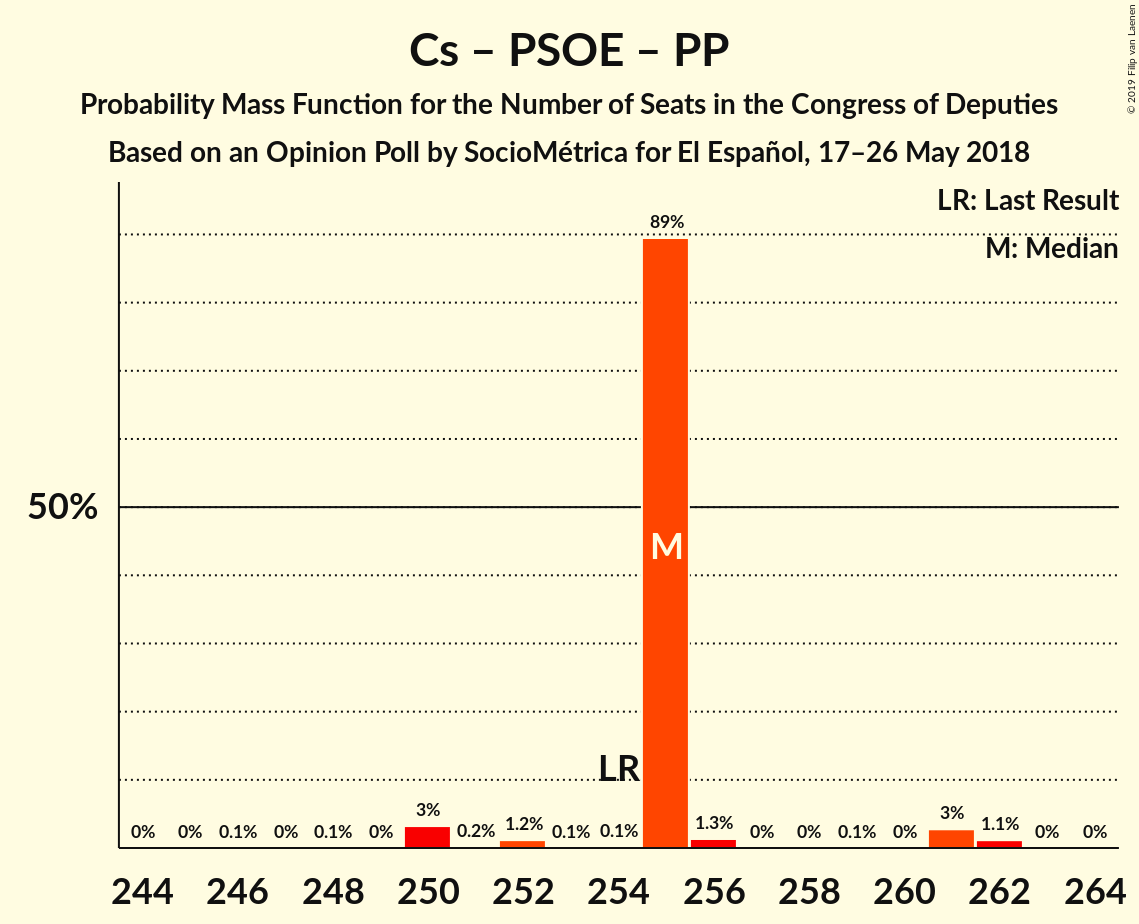 Cs – PSOE – PP
Probability Mass Function for the Number of Seats in the Congress of Deputies
Based on an Opinion Poll by SocioMétrica for El Español, 17–26 May 2018
© 2019 Filip van Laenen
LR: Last Result
M: Median
89%
50%
M
LR
0% 0% 0.1% 0% 0.1% 0% 3% 0.2% 1.2% 0.1% 0.1% 1.3% 0% 0% 0.1% 0% 3% 1.1% 0% 0%
244 246 248 250 252 254 256 258 260 262 264